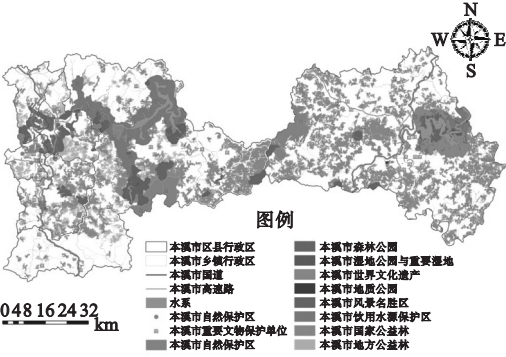 N
W E
S
图例
本溪市区县行政区
本溪市乡镇行政区
本溪市国道
本溪市高速路
水系
本溪市自然保护区
本溪市重要文物保护单位
本溪市自然保护区
本溪市森林公园
本溪市湿地公园与重要湿地
本溪市世界文化遗产
本溪市地质公园
本溪市风景名胜区
本溪市饮用水源保护区
本溪市国家公益林
本溪市地方公益林
0 4 8 16 24 32
km